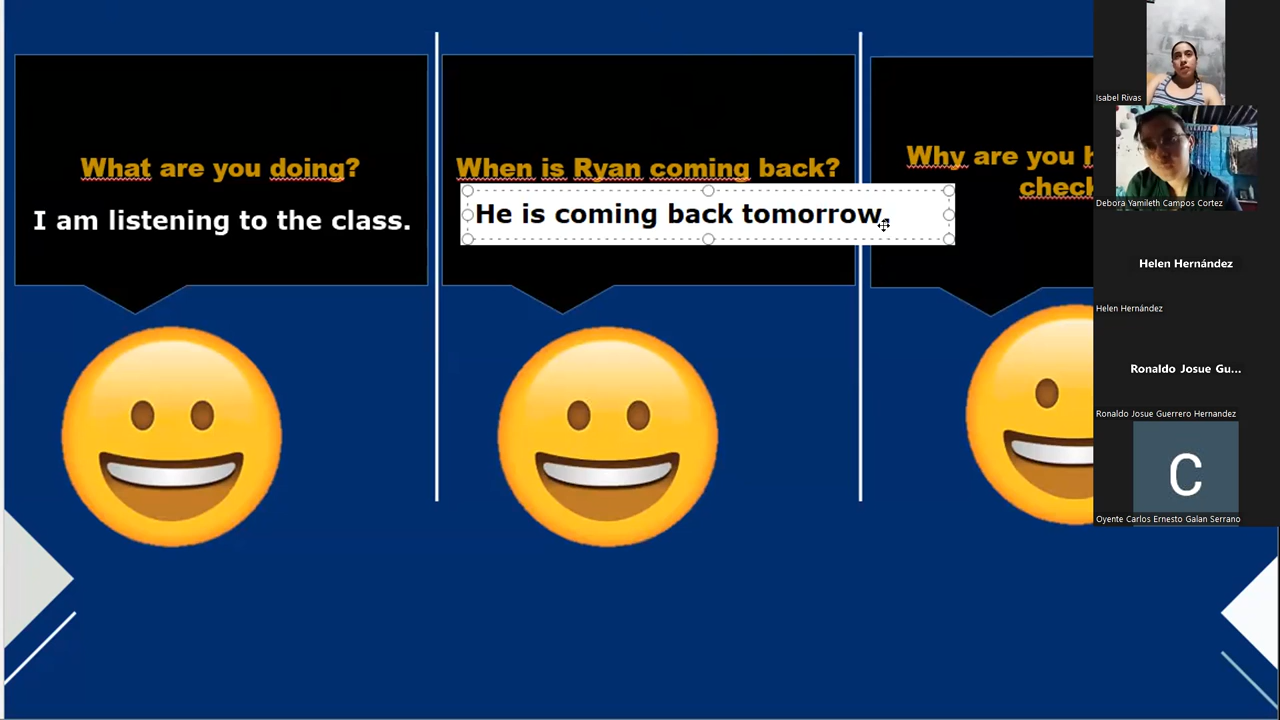 What are you doing?
I am listening to the class.
When is Ryan coming back?
He is coming back tomorrow.
Why are you
check
Isabel Rivas
Debora Yamileth Campos Cortez
Helen Hernández
Helen Hernández
Ronaldo Josue Gu...
Ronaldo Josue Guerrero Hernandez
C
Oyente Carlos Ernesto Galan Serrano